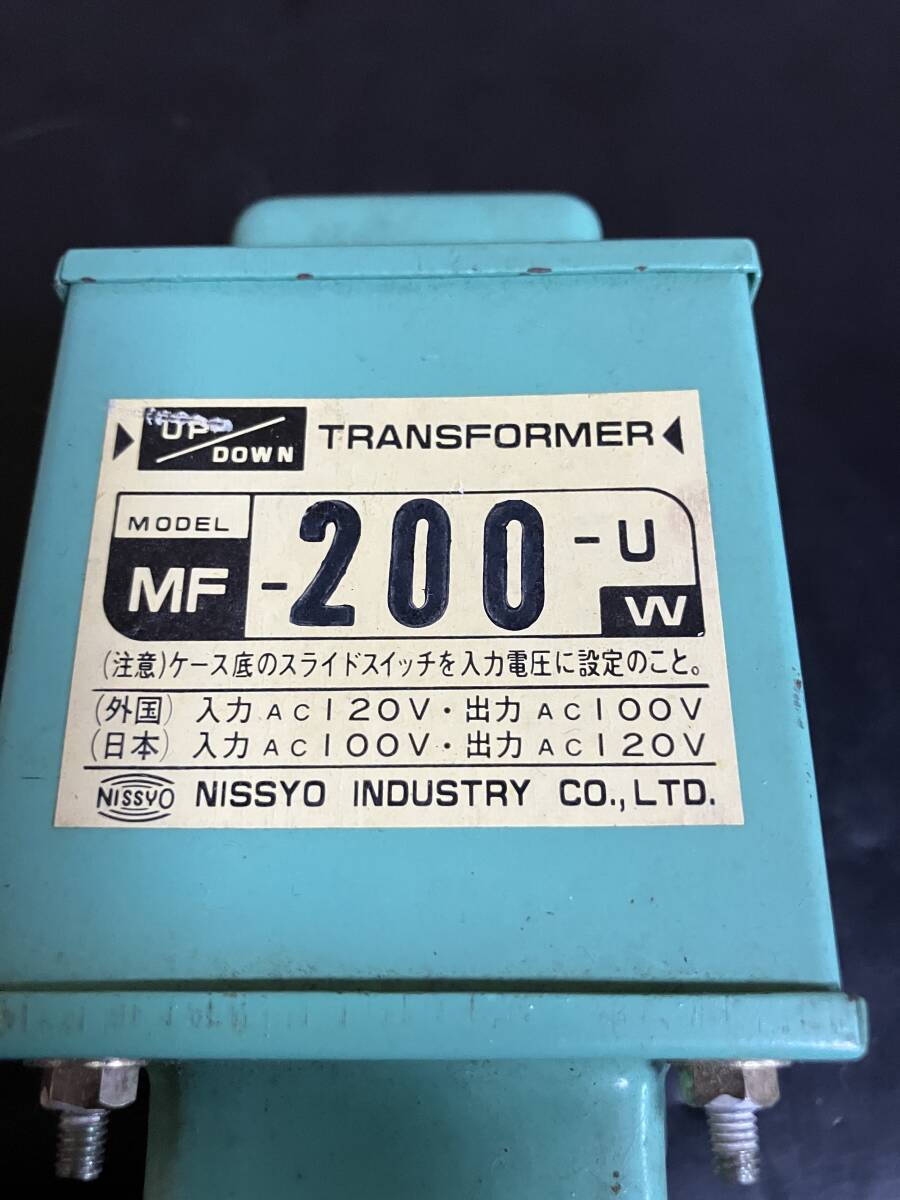 UP/DOWN TRANSFORMER
MODEL
MF-200-U
W
(注意)ケース底のスライドスイッチを入力電圧に設定のこと。
(外国) 入力 AC120V・出力 AC100V
(日本) 入力 AC100V・出力 AC120V
NISSYO NISSYO INDUSTRY CO.,LTD.